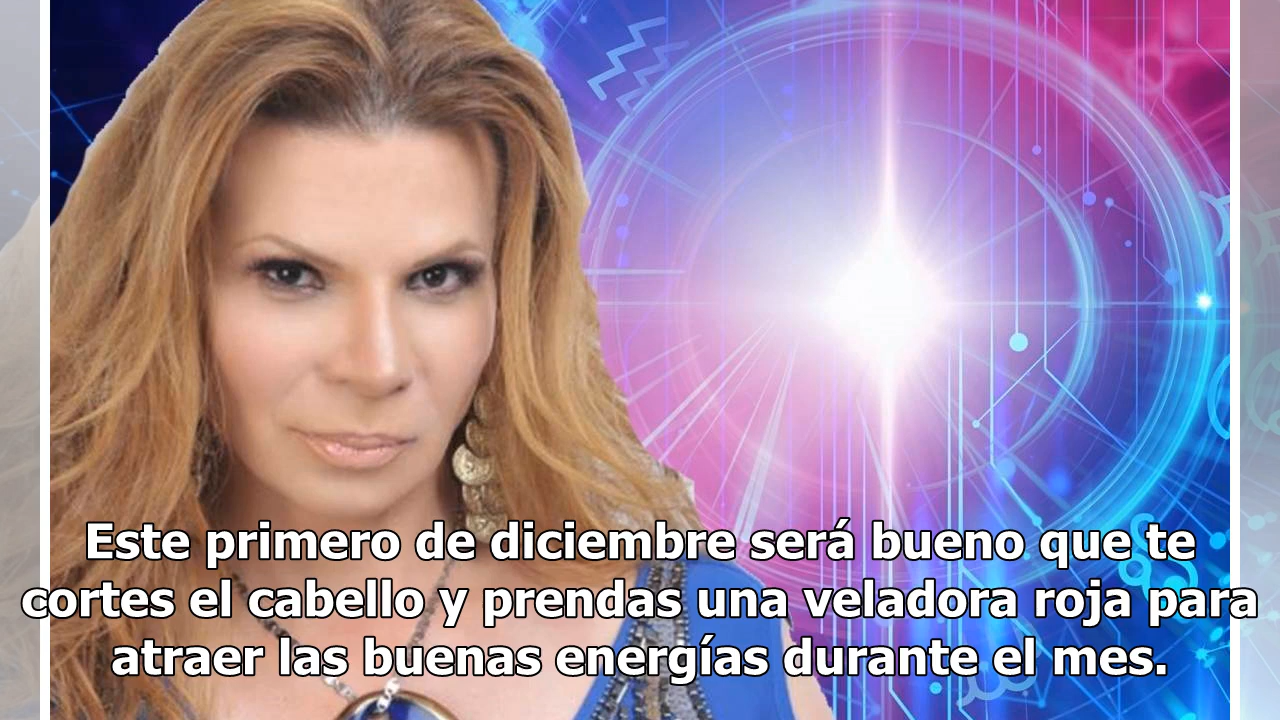 Este primero de diciembre será bueno que te
cortes el cabello y prendas una veladora roja para
atraer las buenas energías durante el mes.